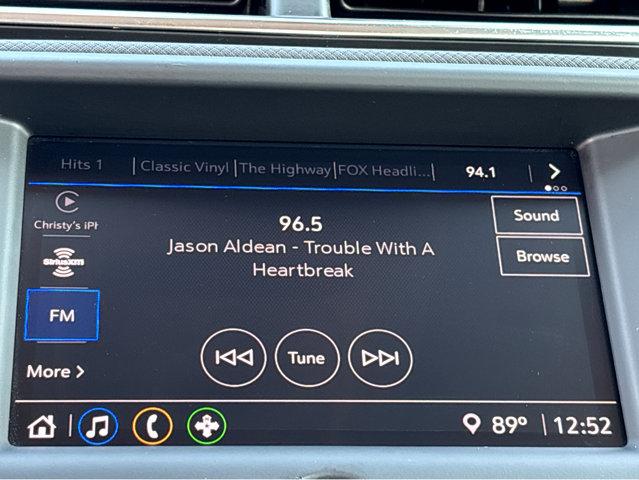 Hits 1 Classic Vinyl The Highway FOX Headli... 94.1
Christy's iPh
96.5
Sound
Jason Aldean - Trouble With A
Heartbreak
SiriusXM
Browse
FM
Tune
More
89° 12:52